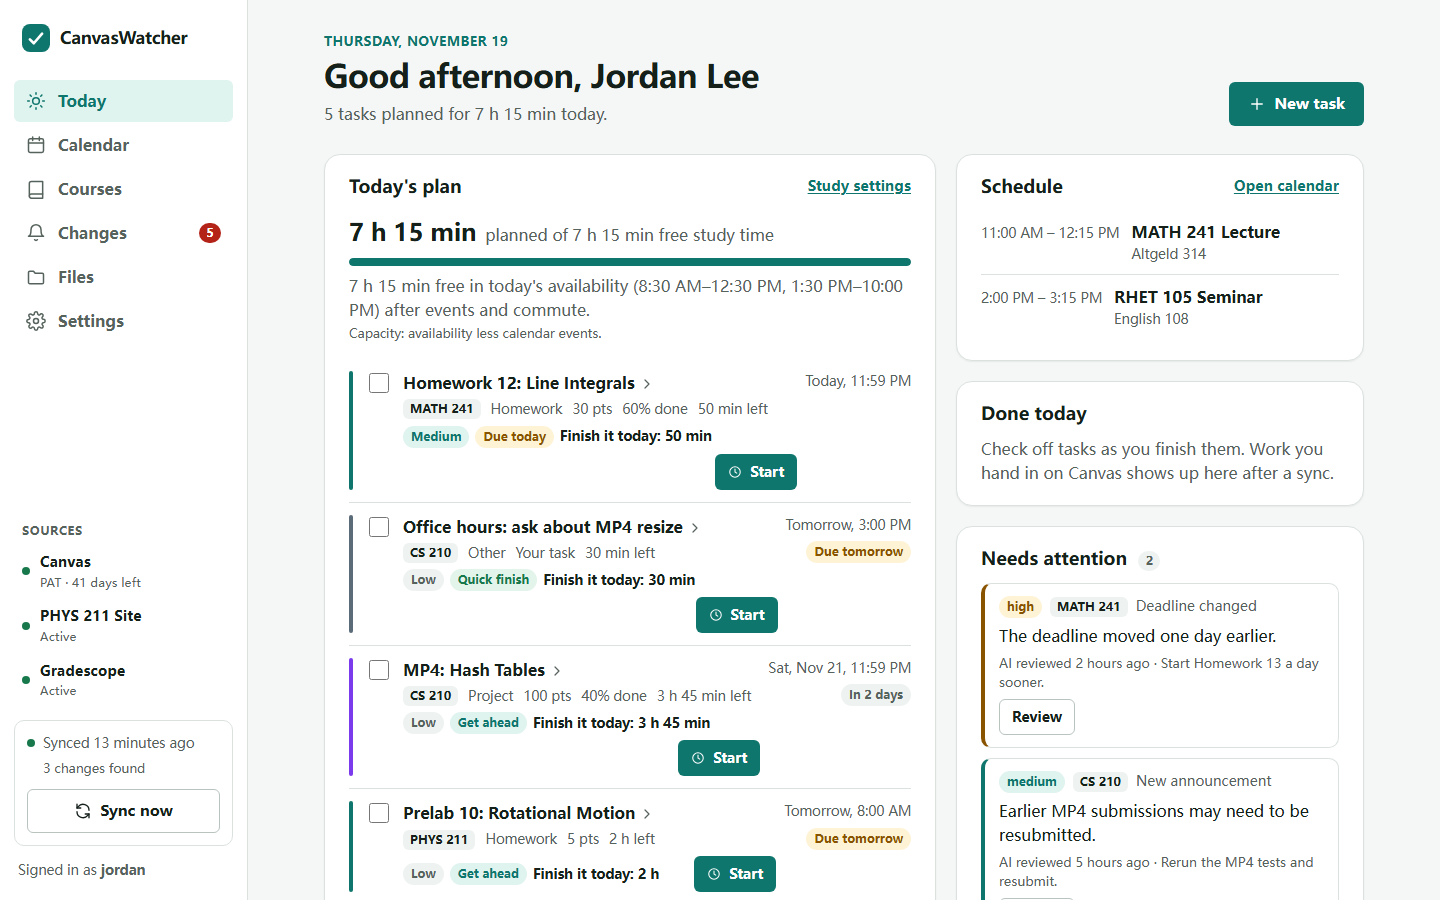 CanvasWatcher
Today
Calendar
Courses
Changes 5
Files
Settings
SOURCES
Canvas
PAT · 41 days left
PHYS 211 Site
Active
Gradescope
Active
Synced 13 minutes ago
3 changes found
Sync now
Signed in as jordan
THURSDAY, NOVEMBER 19
Good afternoon, Jordan Lee
5 tasks planned for 7 h 15 min today.
New task
Today's plan
Study settings
7 h 15 min planned of 7 h 15 min free study time
7 h 15 min free in today's availability (8:30 AM–12:30 PM, 1:30 PM–10:00
PM) after events and commute.
Capacity: availability less calendar events.
Homework 12: Line Integrals
Today, 11:59 PM
MATH 241 Homework 30 pts 60% done 50 min left
Medium Due today Finish it today: 50 min
Start
Office hours: ask about MP4 resize
Tomorrow, 3:00 PM
CS 210 Other Your task 30 min left
Due tomorrow
Low Quick finish Finish it today: 30 min
Start
MP4: Hash Tables
Sat, Nov 21, 11:59 PM
CS 210 Project 100 pts 40% done 3 h 45 min left
In 2 days
Low Get ahead Finish it today: 3 h 45 min
Start
Prelab 10: Rotational Motion
Tomorrow, 8:00 AM
PHYS 211 Homework 5 pts 2 h left
Due tomorrow
Low Get ahead Finish it today: 2 h
Start
Schedule
Open calendar
11:00 AM – 12:15 PM MATH 241 Lecture
Altgeld 314
2:00 PM – 3:15 PM RHET 105 Seminar
English 108
Done today
Check off tasks as you finish them. Work you
hand in on Canvas shows up here after a sync.
Needs attention 2
high MATH 241 Deadline changed
The deadline moved one day earlier.
AI reviewed 2 hours ago · Start Homework 13 a day
sooner.
Review
medium CS 210 New announcement
Earlier MP4 submissions may need to be
resubmitted.
AI reviewed 5 hours ago · Rerun the MP4 tests and
resubmit.